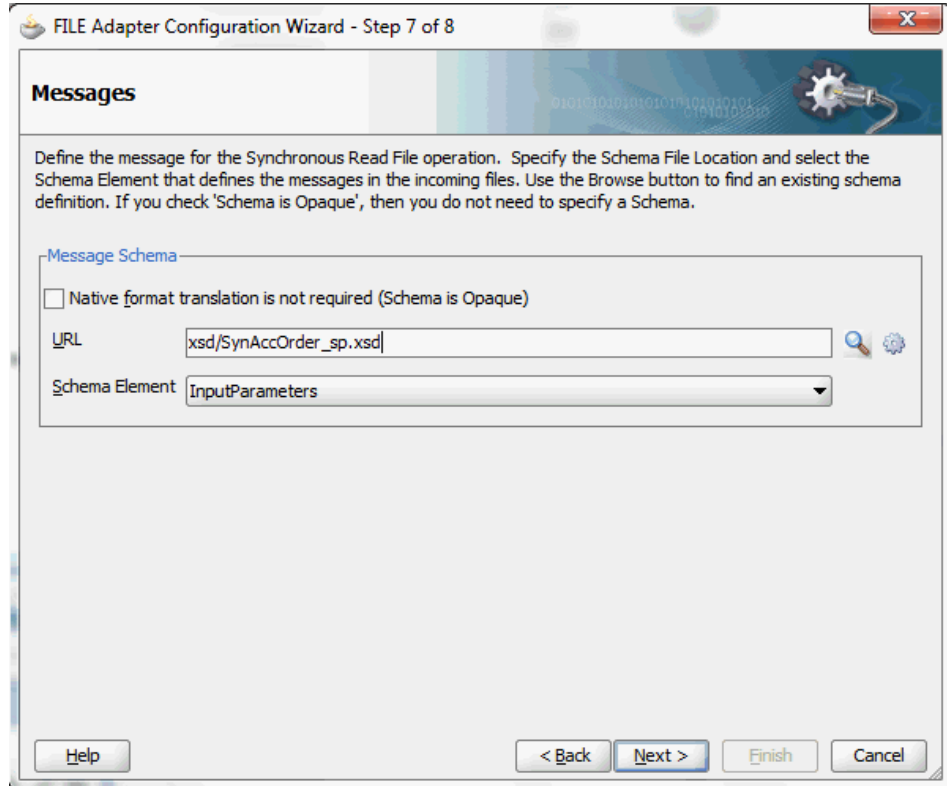 FILE Adapter Configuration Wizard - Step 7 of 8
Messages
Define the message for the Synchronous Read File operation. Specify the Schema File Location and select the
Schema Element that defines the messages in the incoming files. Use the Browse button to find an existing schema
definition. If you check 'Schema is Opaque', then you do not need to specify a Schema.
Message Schema
Native format translation is not required (Schema is Opaque)
URL
xsd/SynAccOrder_sp.xsd
Schema Element
InputParameters
Help
< Back
Next >
Finish
Cancel